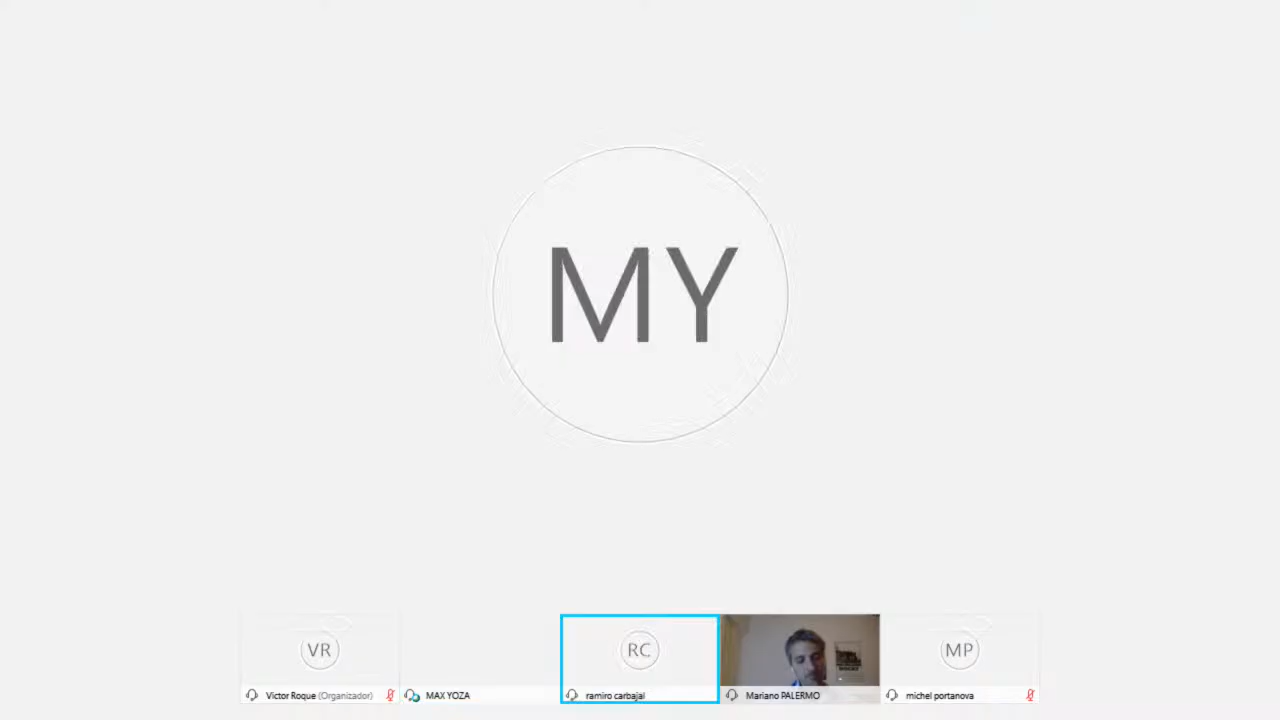 MY
VR
RC
MP
Victor Roque (Organizador)
MAX YOZA
ramiro carbajal
Mariano PALERMO
michel portanova